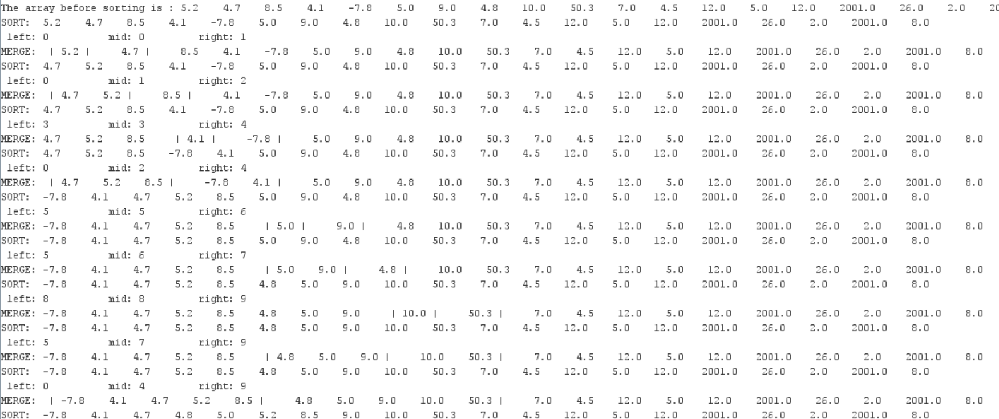 The array before sorting is : 5.2 4.7 8.5 4.1 -7.8 5.0 9.0 4.8 10.0 50.3 7.0 4.5 12.0 5.0 12.0 2001.0 26.0 2.0 20
SORT: 5.2 4.7 8.5 4.1 -7.8 5.0 9.0 4.8 10.0 50.3 7.0 4.5 12.0 5.0 12.0 2001.0 26.0 2.0 2001.0 8.0
left: 0 mid: 0 right: 1
MERGE: | 5.2 | 4.7 | 8.5 4.1 -7.8 5.0 9.0 4.8 10.0 50.3 7.0 4.5 12.0 5.0 12.0 2001.0 26.0 2.0 2001.0 8.0
SORT: 4.7 5.2 8.5 4.1 -7.8 5.0 9.0 4.8 10.0 50.3 7.0 4.5 12.0 5.0 12.0 2001.0 26.0 2.0 2001.0 8.0
left: 0 mid: 1 right: 2
MERGE: | 4.7 5.2 | 8.5 | 4.1 -7.8 5.0 9.0 4.8 10.0 50.3 7.0 4.5 12.0 5.0 12.0 2001.0 26.0 2.0 2001.0 8.0
SORT: 4.7 5.2 8.5 4.1 -7.8 5.0 9.0 4.8 10.0 50.3 7.0 4.5 12.0 5.0 12.0 2001.0 26.0 2.0 2001.0 8.0
left: 3 mid: 3 right: 4
MERGE: 4.7 5.2 8.5 | 4.1 | -7.8 | 5.0 9.0 4.8 10.0 50.3 7.0 4.5 12.0 5.0 12.0 2001.0 26.0 2.0 2001.0 8.0
SORT: 4.7 5.2 8.5 -7.8 4.1 5.0 9.0 4.8 10.0 50.3 7.0 4.5 12.0 5.0 12.0 2001.0 26.0 2.0 2001.0 8.0
left: 0 mid: 2 right: 4
MERGE: | 4.7 5.2 8.5 | -7.8 4.1 | 5.0 9.0 4.8 10.0 50.3 7.0 4.5 12.0 5.0 12.0 2001.0 26.0 2.0 2001.0 8.0
SORT: -7.8 4.1 4.7 5.2 8.5 5.0 9.0 4.8 10.0 50.3 7.0 4.5 12.0 5.0 12.0 2001.0 26.0 2.0 2001.0 8.0
left: 5 mid: 5 right: 6
MERGE: -7.8 4.1 4.7 5.2 8.5 | 5.0 | 9.0 | 4.8 10.0 50.3 7.0 4.5 12.0 5.0 12.0 2001.0 26.0 2.0 2001.0 8.0
SORT: -7.8 4.1 4.7 5.2 8.5 5.0 9.0 4.8 10.0 50.3 7.0 4.5 12.0 5.0 12.0 2001.0 26.0 2.0 2001.0 8.0
left: 5 mid: 6 right: 7
MERGE: -7.8 4.1 4.7 5.2 8.5 | 5.0 9.0 | 4.8 | 10.0 50.3 7.0 4.5 12.0 5.0 12.0 2001.0 26.0 2.0 2001.0 8.0
SORT: -7.8 4.1 4.7 5.2 8.5 4.8 5.0 9.0 10.0 50.3 7.0 4.5 12.0 5.0 12.0 2001.0 26.0 2.0 2001.0 8.0
left: 8 mid: 8 right: 9
MERGE: -7.8 4.1 4.7 5.2 8.5 4.8 5.0 9.0 | 10.0 | 50.3 | 7.0 4.5 12.0 5.0 12.0 2001.0 26.0 2.0 2001.0 8.0
SORT: -7.8 4.1 4.7 5.2 8.5 4.8 5.0 9.0 10.0 50.3 7.0 4.5 12.0 5.0 12.0 2001.0 26.0 2.0 2001.0 8.0
left: 5 mid: 7 right: 9
MERGE: -7.8 4.1 4.7 5.2 8.5 | 4.8 5.0 9.0 | 10.0 50.3 | 7.0 4.5 12.0 5.0 12.0 2001.0 26.0 2.0 2001.0 8.0
SORT: -7.8 4.1 4.7 5.2 8.5 4.8 5.0 9.0 10.0 50.3 7.0 4.5 12.0 5.0 12.0 2001.0 26.0 2.0 2001.0 8.0
left: 0 mid: 4 right: 9
MERGE: | -7.8 4.1 4.7 5.2 8.5 | 4.8 5.0 9.0 10.0 50.3 | 7.0 4.5 12.0 5.0 12.0 2001.0 26.0 2.0 2001.0 8.0
SORT: -7.8 4.1 4.7 4.8 5.0 5.2 8.5 9.0 10.0 50.3 7.0 4.5 12.0 5.0 12.0 2001.0 26.0 2.0 2001.0 8.0